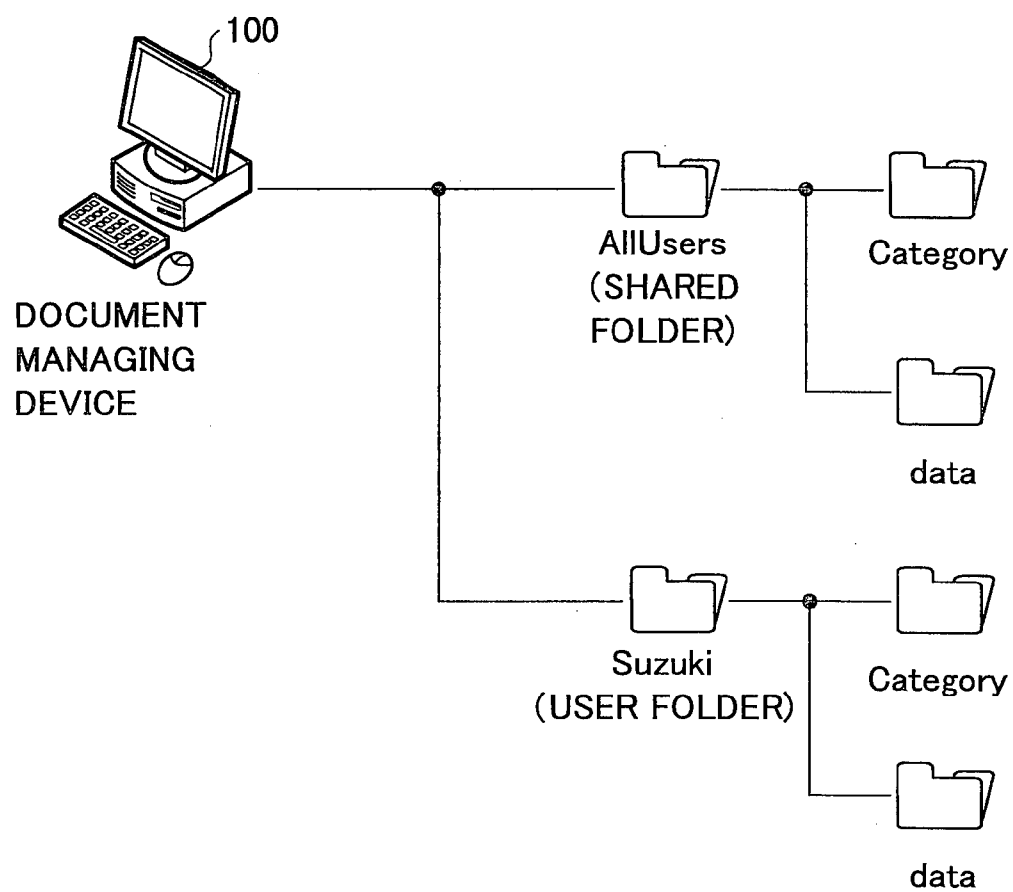 100
DOCUMENT
MANAGING
DEVICE
AllUsers
(SHARED
FOLDER)
Category
data
Suzuki
(USER FOLDER)
Category
data